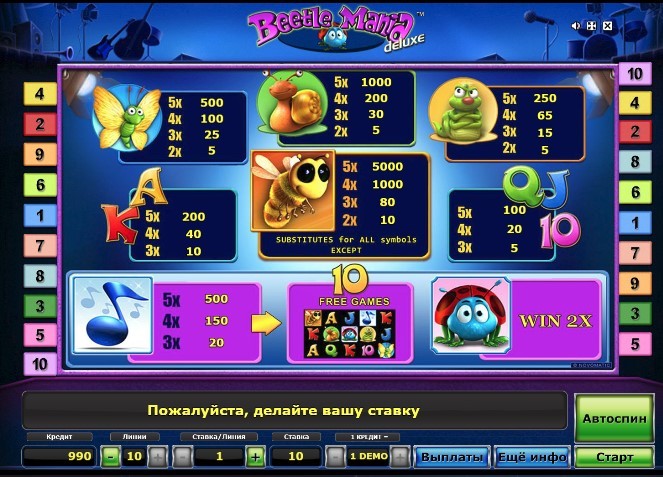 Beetle Mania™
deluxe
4
2
9
6
1
7
8
3
5
10
10
4
2
8
6
1
7
9
3
5
5x 500
4x 100
3x 25
2x 5
5x 1000
4x 200
3x 30
2x 5
5x 250
4x 65
3x 15
2x 5
K A
5x 200
4x 40
3x 10
5x 5000
4x 1000
3x 80
2x 10
SUBSTITUTES for ALL symbols
EXCEPT
Q J 10
5x 100
4x 20
3x 5
5x 500
4x 150
3x 20
10
FREE GAMES
WIN 2X
© NOVOMATIC
Пожалуйста, делайте вашу ставку
Автоспин
Кредит Линии Ставка/Линия Ставка 1 КРЕДИТ =
990 - 10 + - 1 + 10 - 1 DEMO + Выплаты Ещё инфо Старт